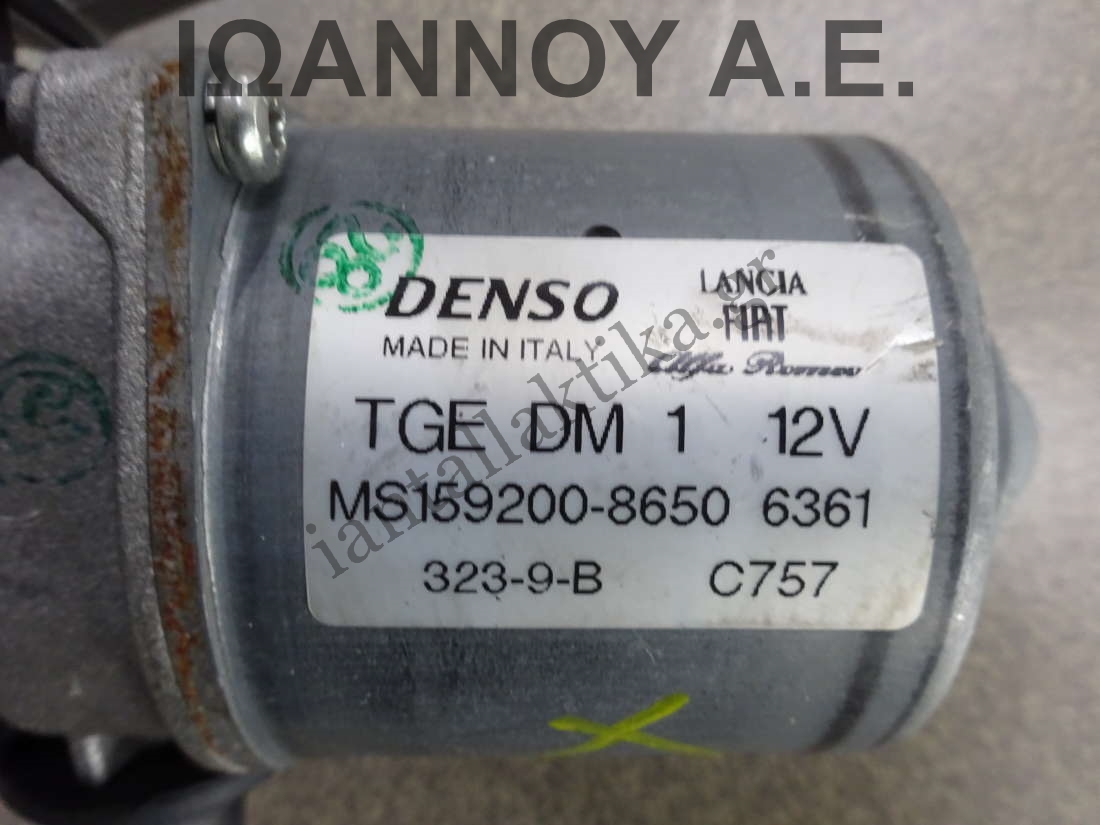 ΙΩΑΝΝΟΥ Α.Ε.
DENSO
MADE IN ITALY
LANCIA
FIAT
Alfa Romeo
TGE DM 1 12V
MS159200-8650 6361
323-9-B C757
iantallaktika.gr